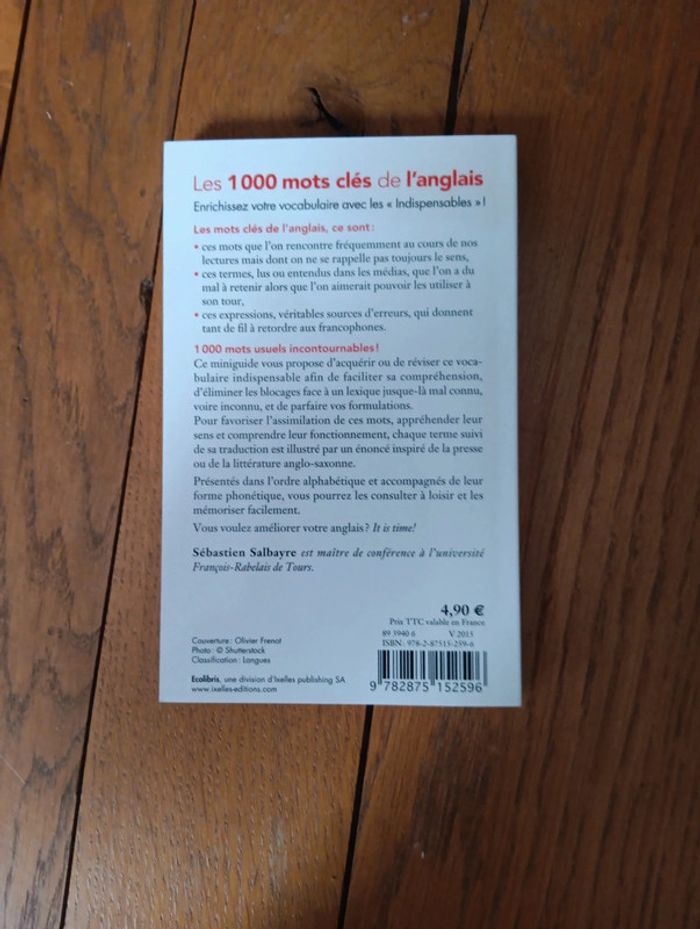 Les 1000 mots clés de l'anglais
Enrichissez votre vocabulaire avec les « Indispensables » !
Les mots clés de l'anglais, ce sont :
• ces mots que l'on rencontre fréquemment au cours de nos
lectures mais dont on ne se rappelle pas toujours le sens,
• ces termes, lus ou entendus dans les médias, que l'on a du
mal à retenir alors que l'on aimerait pouvoir les utiliser à
son tour,
• ces expressions, véritables sources d'erreurs, qui donnent
tant de fil à retordre aux francophones.
1000 mots usuels incontournables !
Ce miniguide vous propose d'acquérir ou de réviser ce voca-
bulaire indispensable afin de faciliter sa compréhension,
d'éliminer les blocages face à un lexique jusque-là mal connu,
voire inconnu, et de parfaire vos formulations.
Pour favoriser l'assimilation de ces mots, appréhender leur
sens et comprendre leur fonctionnement, chaque terme suivi
de sa traduction est illustré par un énoncé inspiré de la presse
ou de la littérature anglo-saxonne.
Présentés dans l'ordre alphabétique et accompagnés de leur
forme phonétique, vous pourrez les consulter à loisir et les
mémoriser facilement.
Vous voulez améliorer votre anglais ? It is time!
Sébastien Salbayre est maître de conférence à l'université
François-Rabelais de Tours.
4,90 €
Prix TTC valable en France
89 3940 6 V 2015
ISBN : 978-2-87515-259-6
Couverture : Olivier Frenot
Photo : © Shutterstock
Classification : Langues
Ecolibris, une division d'Ixelles publishing SA
www.ixelles-editions.com
9 782875 152596